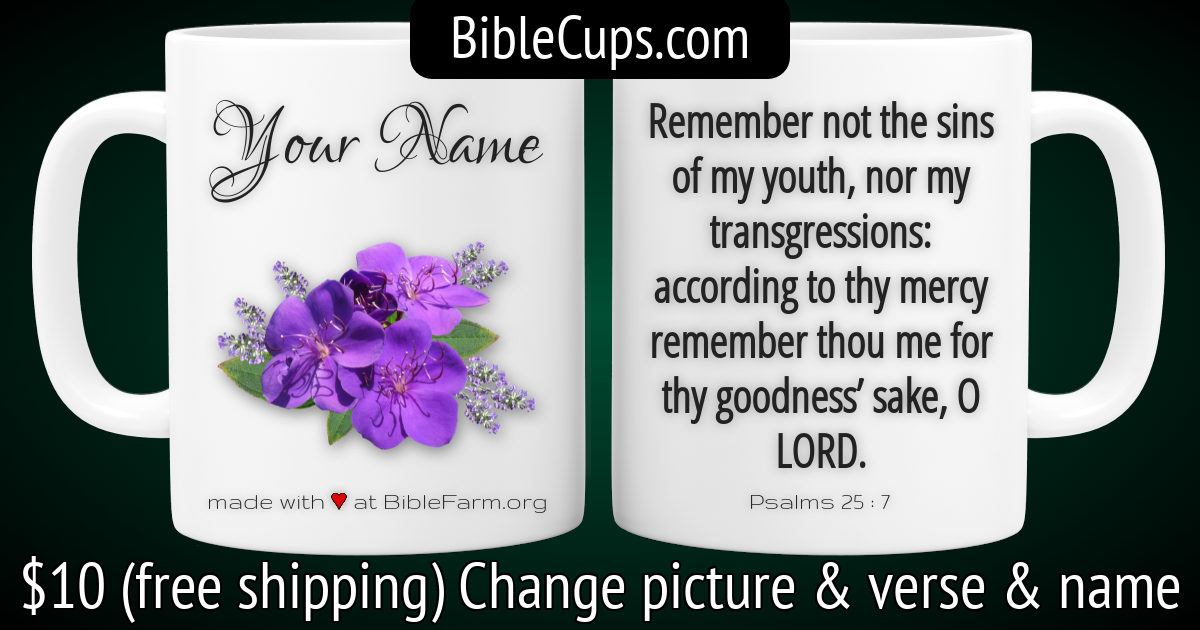 BibleCups.com
Your Name
made with ♥ at BibleFarm.org
Remember not the sins
of my youth, nor my
transgressions:
according to thy mercy
remember thou me for
thy goodness’ sake, O
LORD.
Psalms 25 : 7
$10 (free shipping) Change picture & verse & name